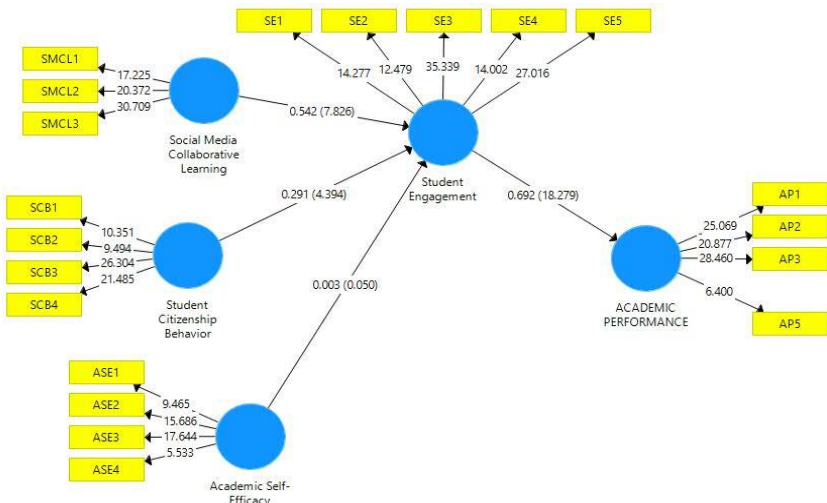 SE1
SE2
SE3
SE4
SE5
14.277
12.479
35.339
14.002
27.016
SMCL1
SMCL2
SMCL3
17.225
20.372
30.709
Social Media
Collaborative
Learning
0.542 (7.826)
Student
Engagement
0.291 (4.394)
0.692 (18.279)
SCB1
SCB2
SCB3
SCB4
10.351
9.494
26.304
21.485
Student
Citizenship
Behavior
0.003 (0.050)
AP1
AP2
AP3
AP5
25.069
20.877
28.460
6.400
ACADEMIC
PERFORMANCE
ASE1
ASE2
ASE3
ASE4
9.465
15.686
17.644
5.533
Academic Self-
Efficacy